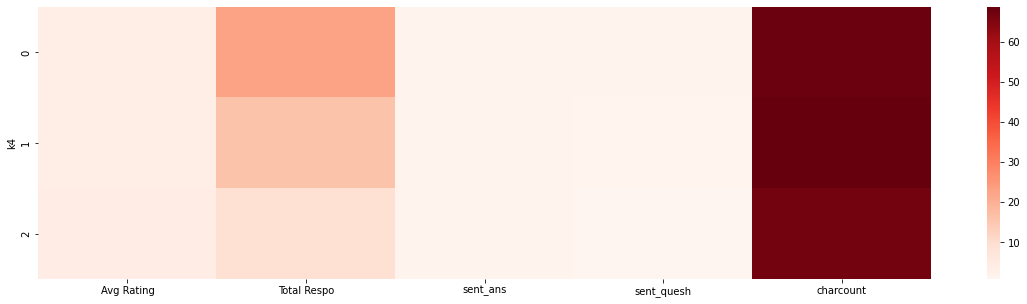 k4
0
1
2
Avg Rating
Total Respo
sent_ans
sent_quesh
charcount
60
50
40
30
20
10